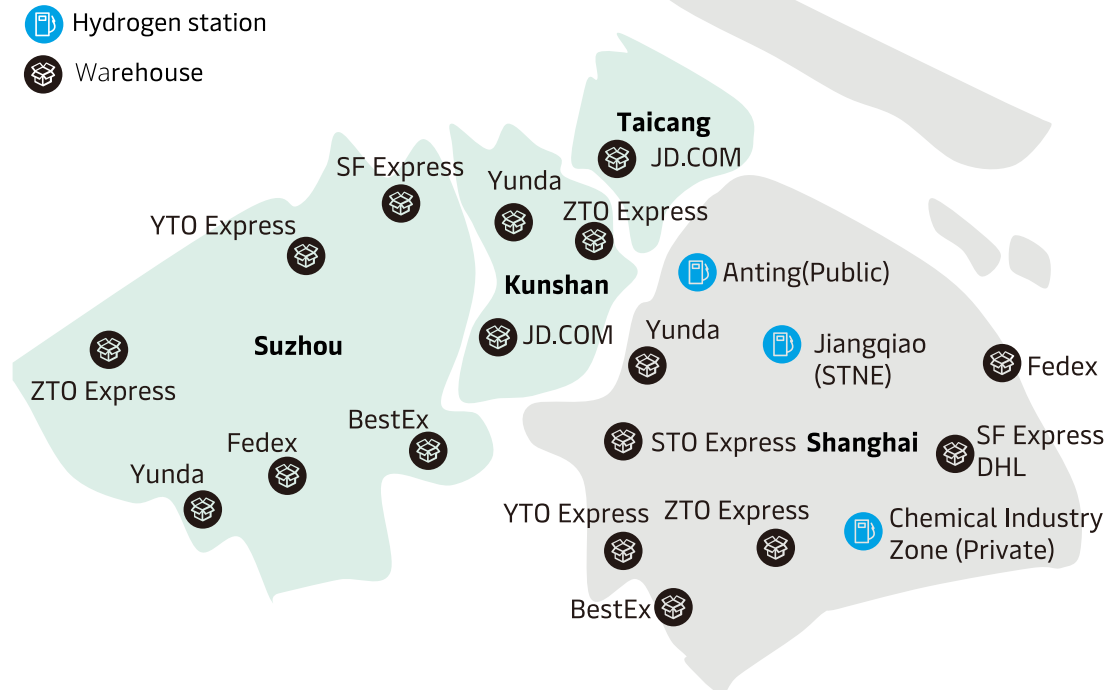 Hydrogen station
Warehouse
Taicang
JD.COM
SF Express
Yunda
ZTO Express
YTO Express
Anting(Public)
Kunshan
Yunda
Jiangqiao
(STNE)
JD.COM
Suzhou
Fedex
ZTO Express
BestEx
Fedex
STO Express
Shanghai
SF Express
DHL
Yunda
YTO Express
ZTO Express
Chemical Industry
Zone (Private)
BestEx